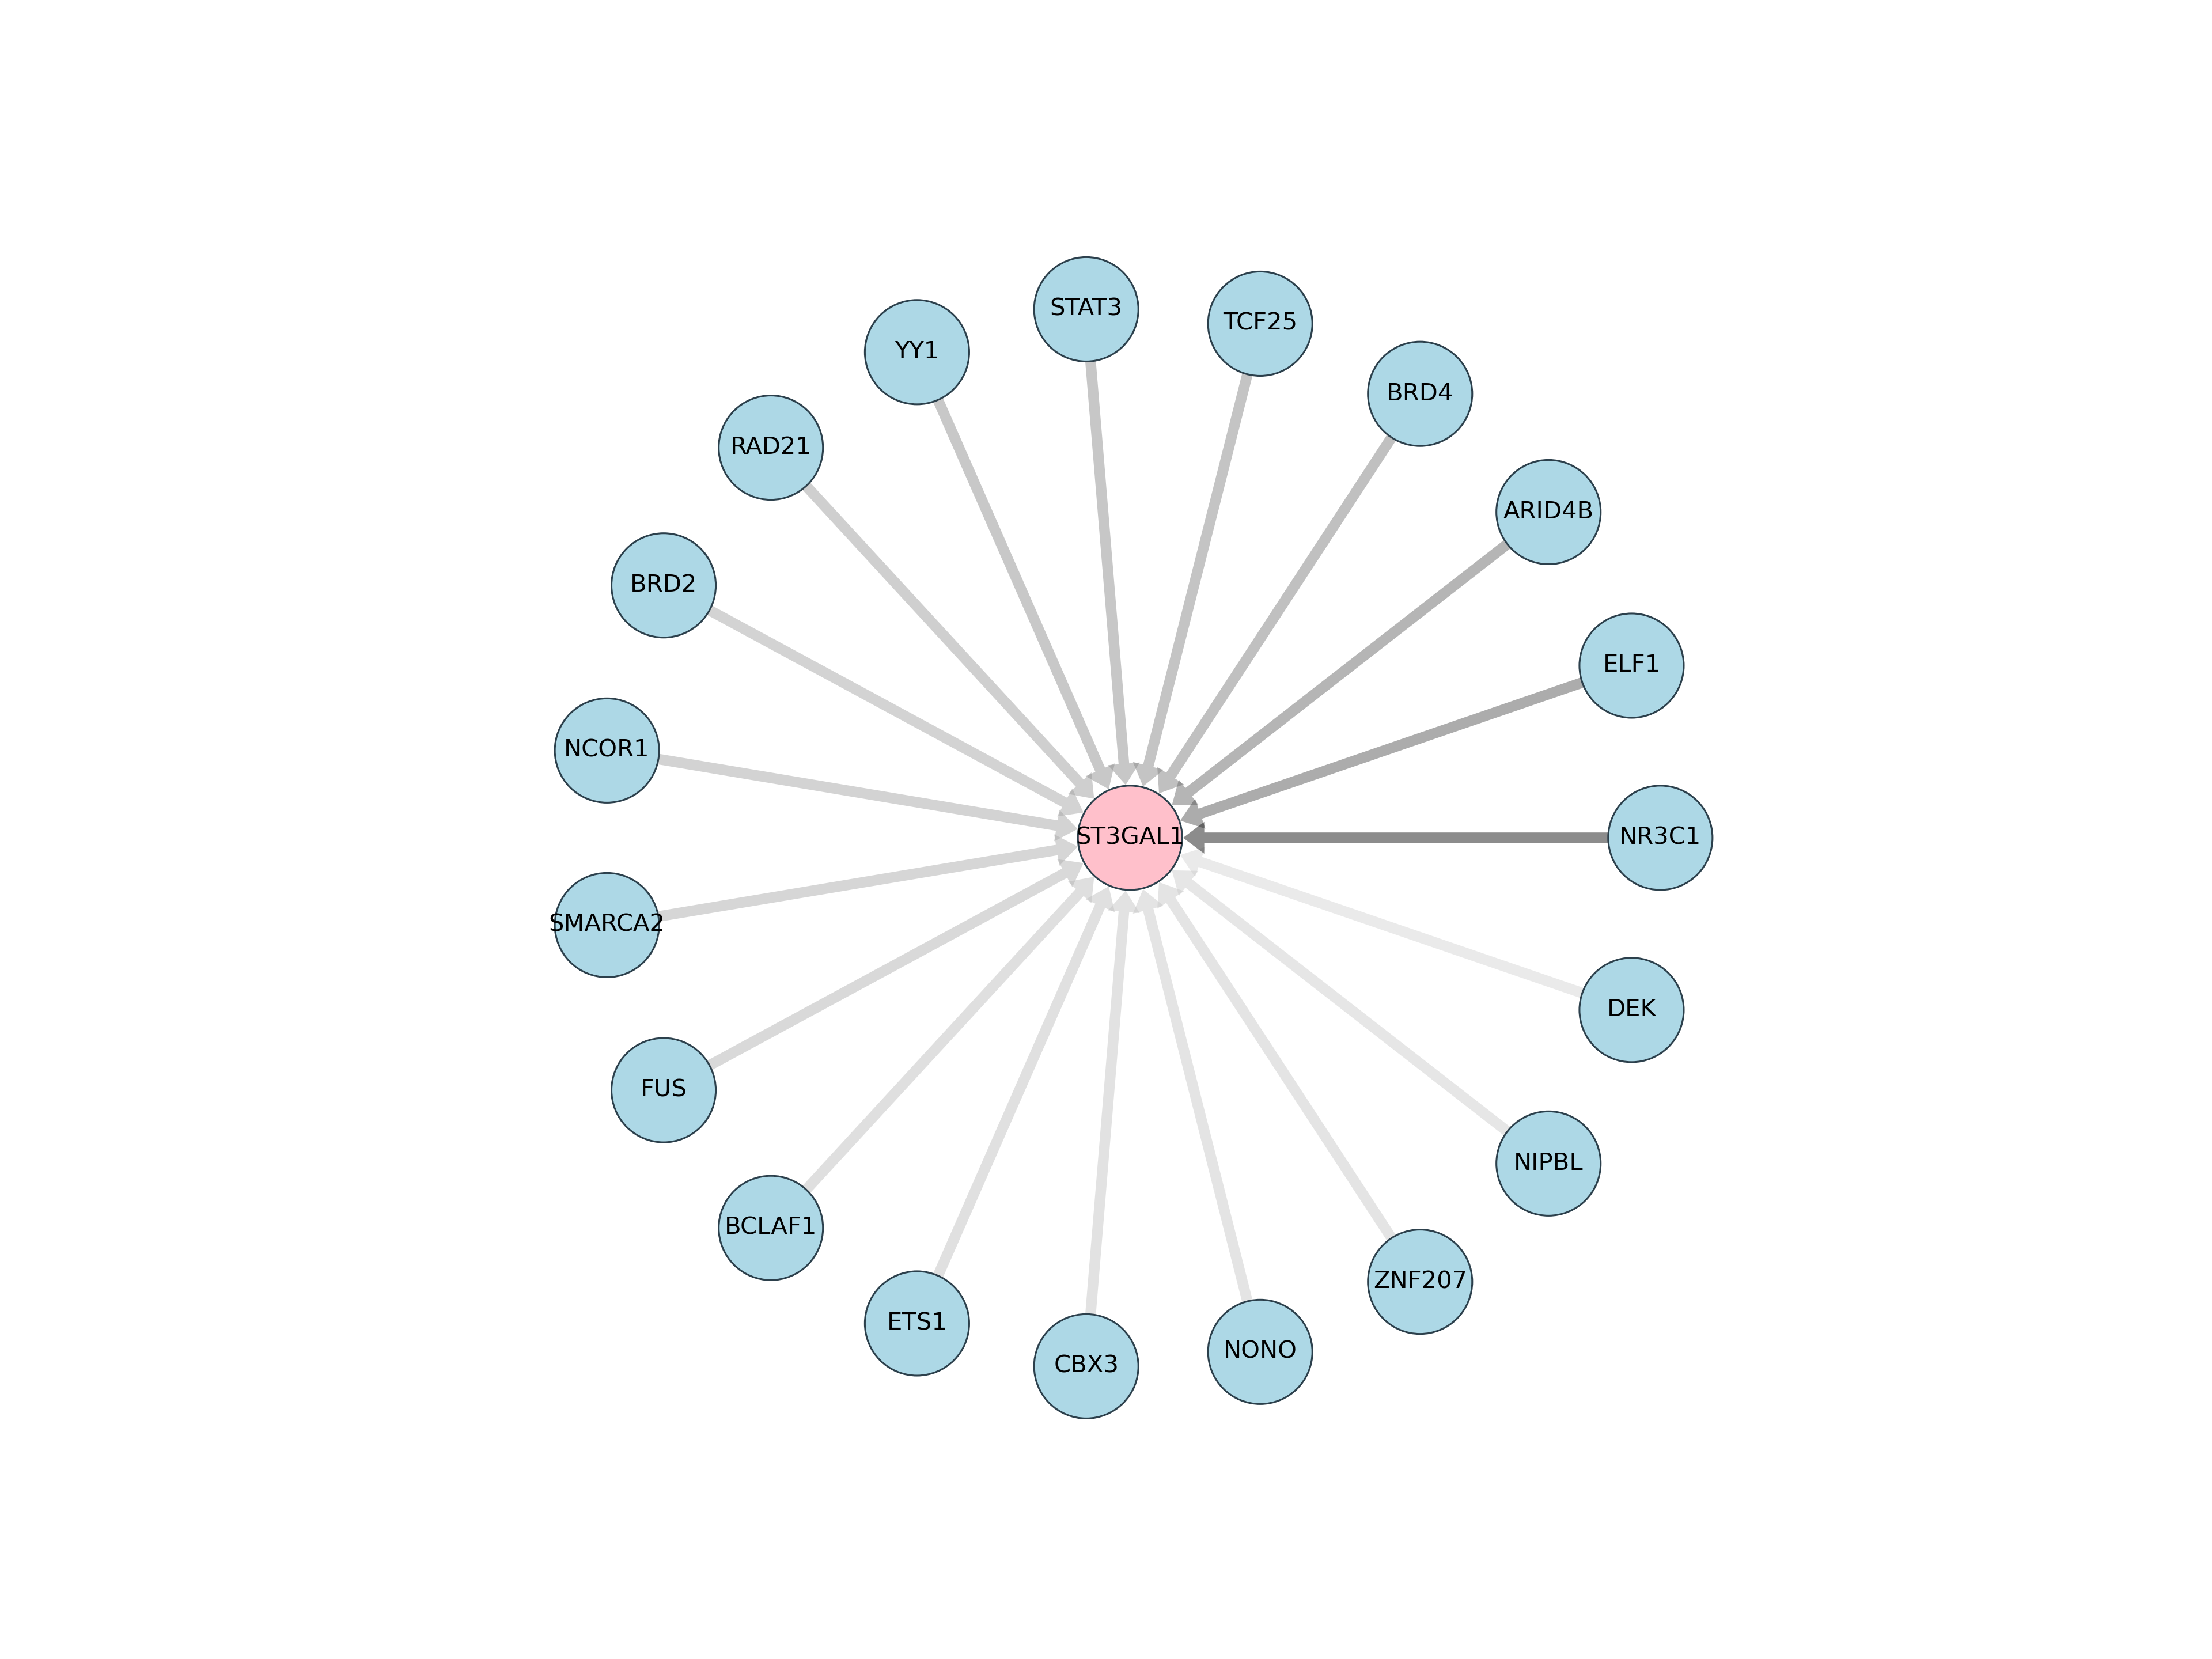 STAT3
TCF25
YY1
BRD4
RAD21
ARID4B
BRD2
ELF1
NCOR1
ST3GAL1
NR3C1
SMARCA2
DEK
FUS
NIPBL
BCLAF1
ZNF207
ETS1
NONO
CBX3